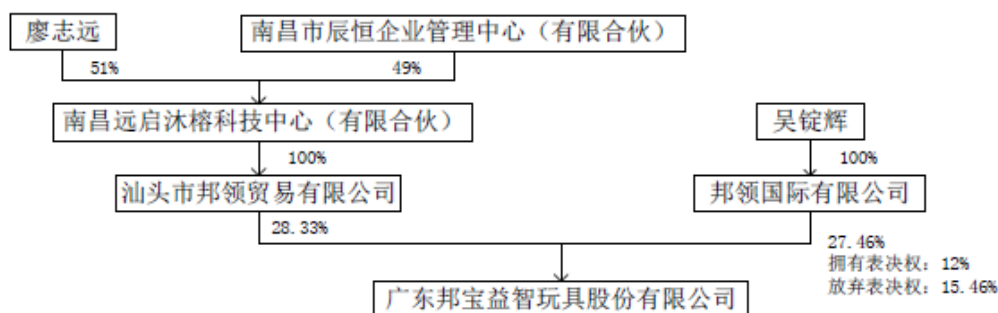 廖志远
南昌市辰恒企业管理中心（有限合伙）
51%
49%
南昌远启沐榕科技中心（有限合伙）
吴锭辉
100%
100%
汕头市邦领贸易有限公司
邦领国际有限公司
28.33%
27.46%
拥有表决权：12%
放弃表决权：15.46%
广东邦宝益智玩具股份有限公司